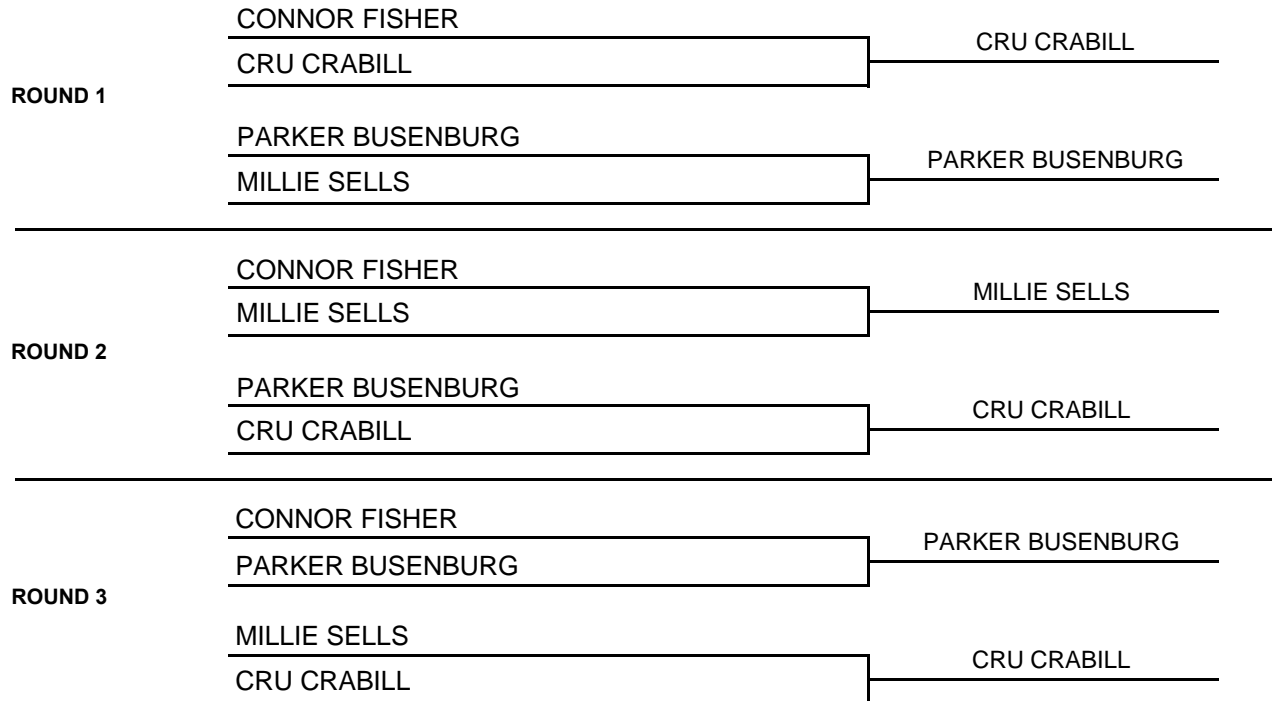 CONNOR FISHER
CRU CRABILL
CRU CRABILL
ROUND 1
PARKER BUSENBURG
PARKER BUSENBURG
MILLIE SELLS
CONNOR FISHER
MILLIE SELLS
MILLIE SELLS
ROUND 2
PARKER BUSENBURG
CRU CRABILL
CRU CRABILL
CONNOR FISHER
PARKER BUSENBURG
PARKER BUSENBURG
ROUND 3
MILLIE SELLS
CRU CRABILL
CRU CRABILL